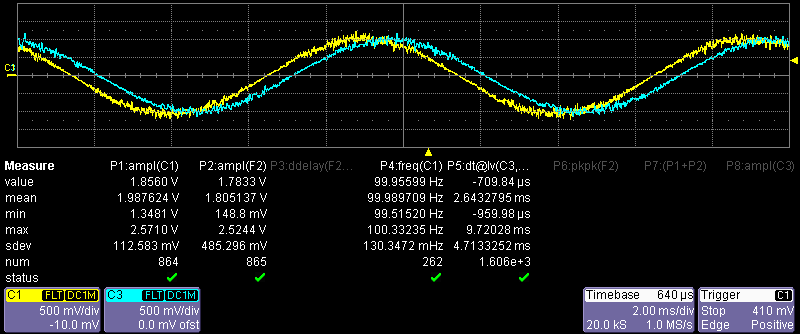 C3
1
Measure P1:ampl(C1) P2:ampl(F2) P3:ddelay(F2... P4:freq(C1) P5:dt@lv(C3,... P6:pkpk(F2) P7:(P1+P2) P8:ampl(C3)
value 1.8560 V 1.7833 V 99.95599 Hz -709.84 µs
mean 1.987624 V 1.805137 V 99.989709 Hz 2.6432795 ms
min 1.3481 V 148.8 mV 99.51520 Hz -959.98 µs
max 2.5710 V 2.5244 V 100.33235 Hz 9.72028 ms
sdev 112.583 mV 485.296 mV 130.3472 mHz 4.7133252 ms
num 864 865 262 1.606e+3
status
C1 FLT DC1M C3 FLT DC1M Timebase 640 µs Trigger C1
500 mV/div 500 mV/div 2.00 ms/div Stop 410 mV
-10.0 mV 0.0 mV ofst 20.0 kS 1.0 MS/s Edge Positive